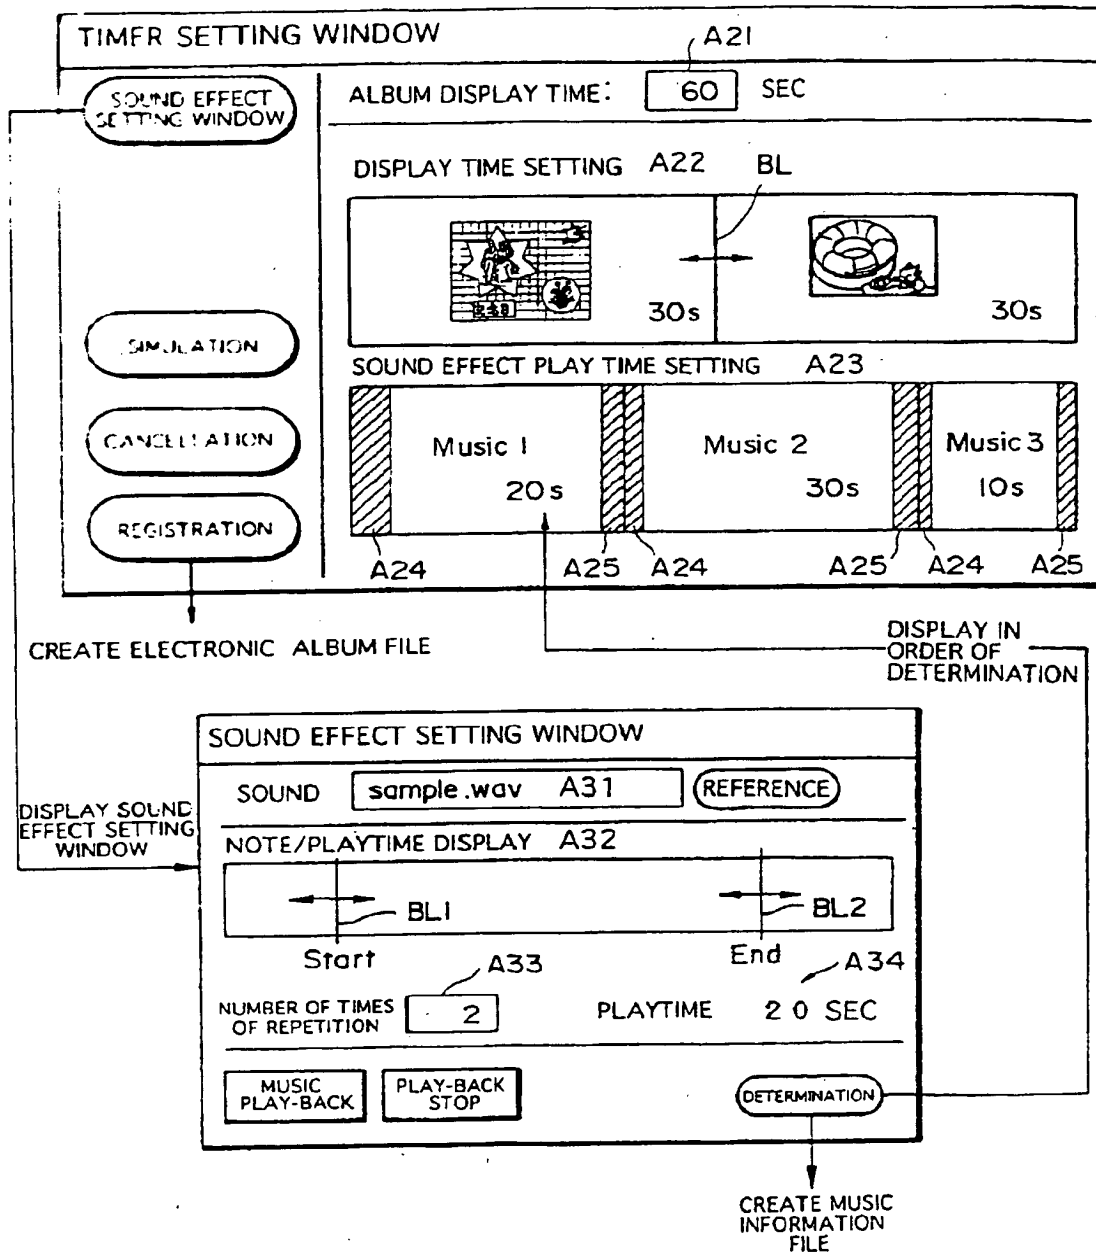 TIMER SETTING WINDOW
A21
SOUND EFFECT
SETTING WINDOW
ALBUM DISPLAY TIME: 60 SEC
DISPLAY TIME SETTING A22 BL
30s 30s
SIMULATION
SOUND EFFECT PLAY TIME SETTING A23
CANCELLATION
Music 1 Music 2 Music 3
20s 30s 10s
REGISTRATION
A24 A25 A24 A25 A24 A25
CREATE ELECTRONIC ALBUM FILE
DISPLAY IN
ORDER OF
DETERMINATION
SOUND EFFECT SETTING WINDOW
SOUND sample.wav A31 REFERENCE
DISPLAY SOUND
EFFECT SETTING
WINDOW
NOTE/PLAYTIME DISPLAY A32
BL1 BL2
Start End
A33 A34
NUMBER OF TIMES
OF REPETITION
2
PLAYTIME 20 SEC
MUSIC
PLAY-BACK
PLAY-BACK
STOP
DETERMINATION
CREATE MUSIC
INFORMATION
FILE